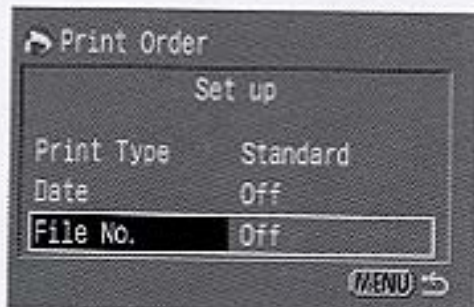 Print Order
Set up
Print Type Standard
Date Off
File No. Off
MENU